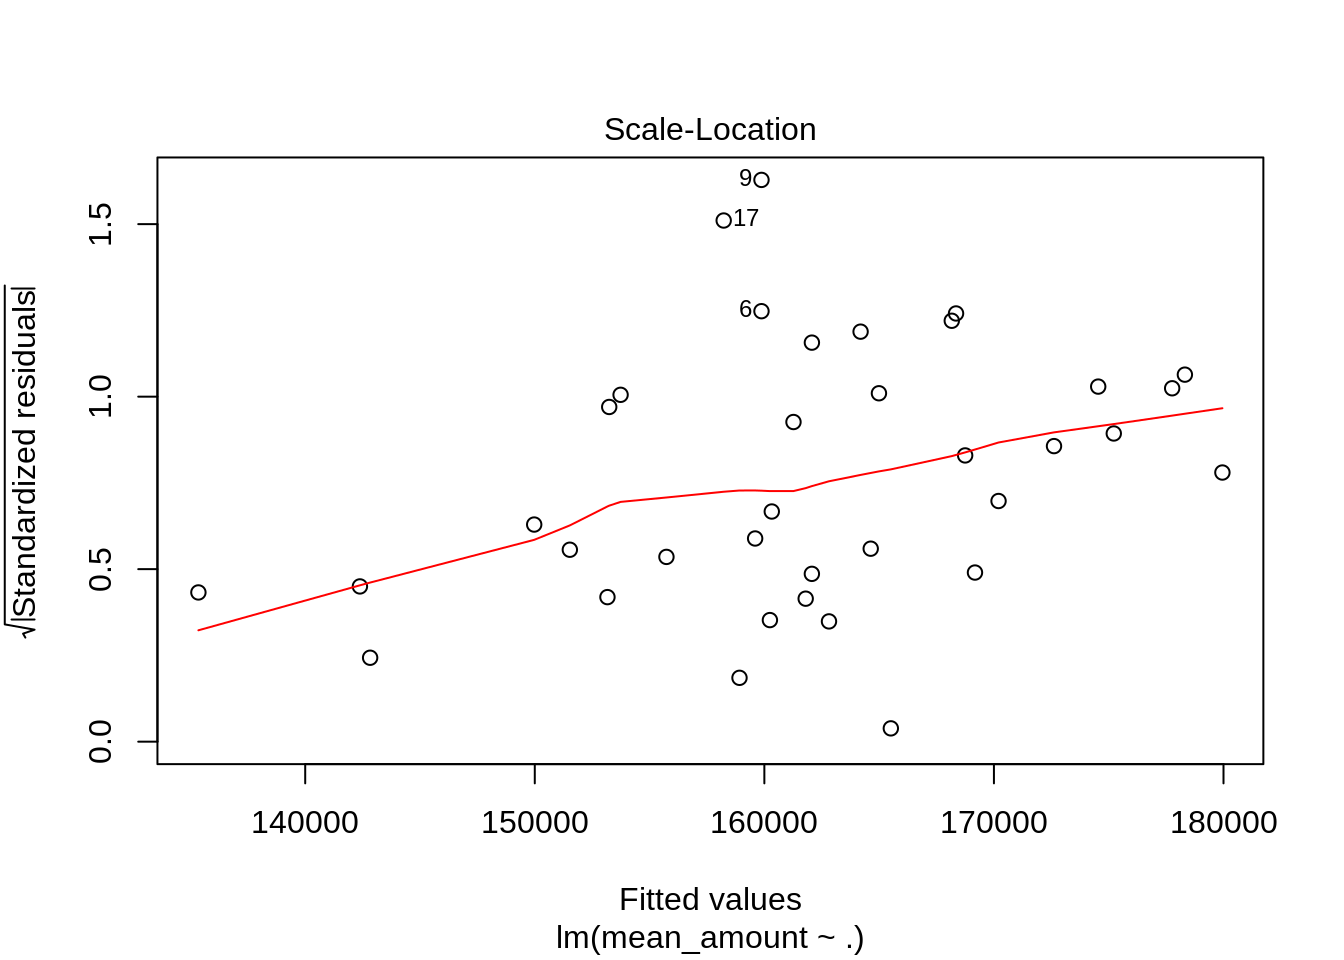 Scale-Location
√|Standardized residuals|
1.5
1.0
0.5
0.0
9
17
6
140000 150000 160000 170000 180000
Fitted values
lm(mean_amount ~ .)